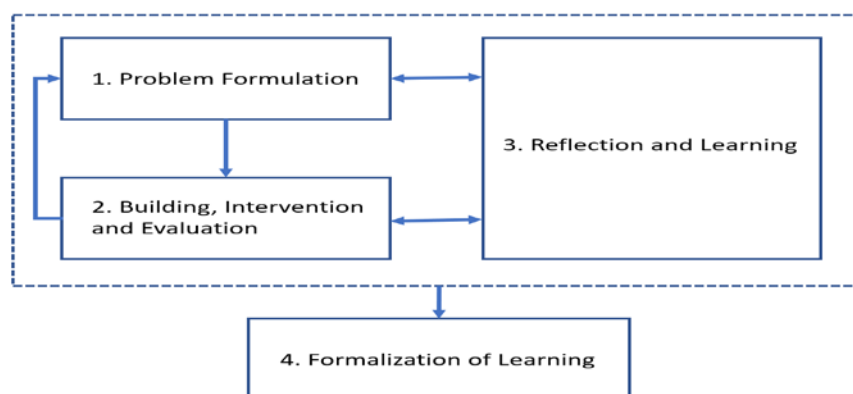 1. Problem Formulation
3. Reflection and Learning
2. Building, Intervention
and Evaluation
4. Formalization of Learning